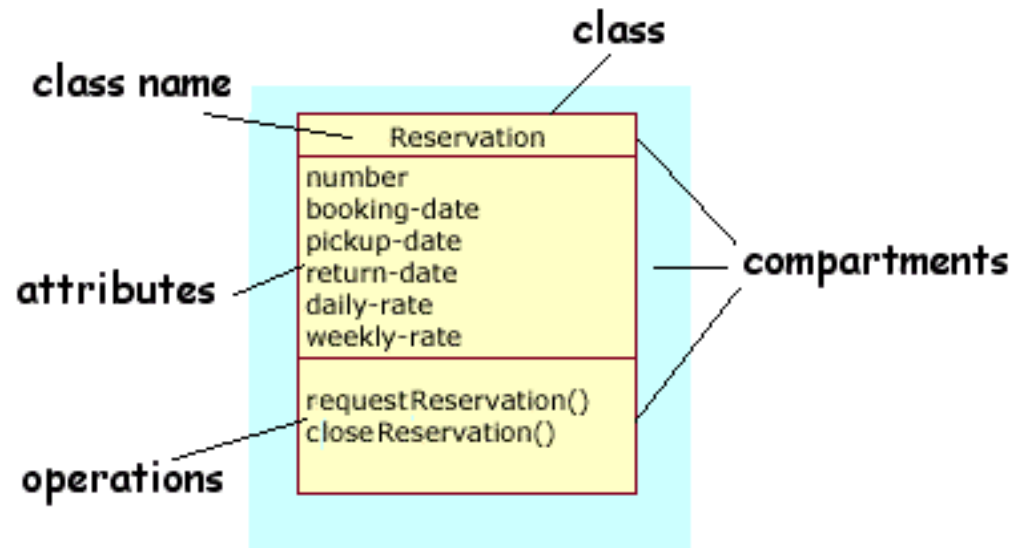 class
class name
Reservation
number
booking-date
pickup-date
return-date
daily-rate
weekly-rate
attributes
compartments
requestReservation()
closeReservation()
operations